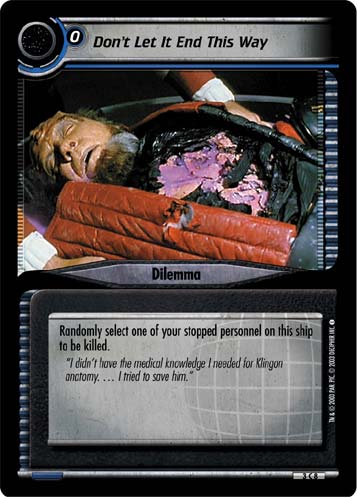 0
Don't Let It End This Way
Dilemma
Randomly select one of your stopped personnel on this ship
to be killed.
"I didn't have the medical knowledge I needed for Klingon
anatomy. … I tried to save him."
TM & © 2003 PAR. PIC. © 2003 DECIPHER INC.
3 C 8